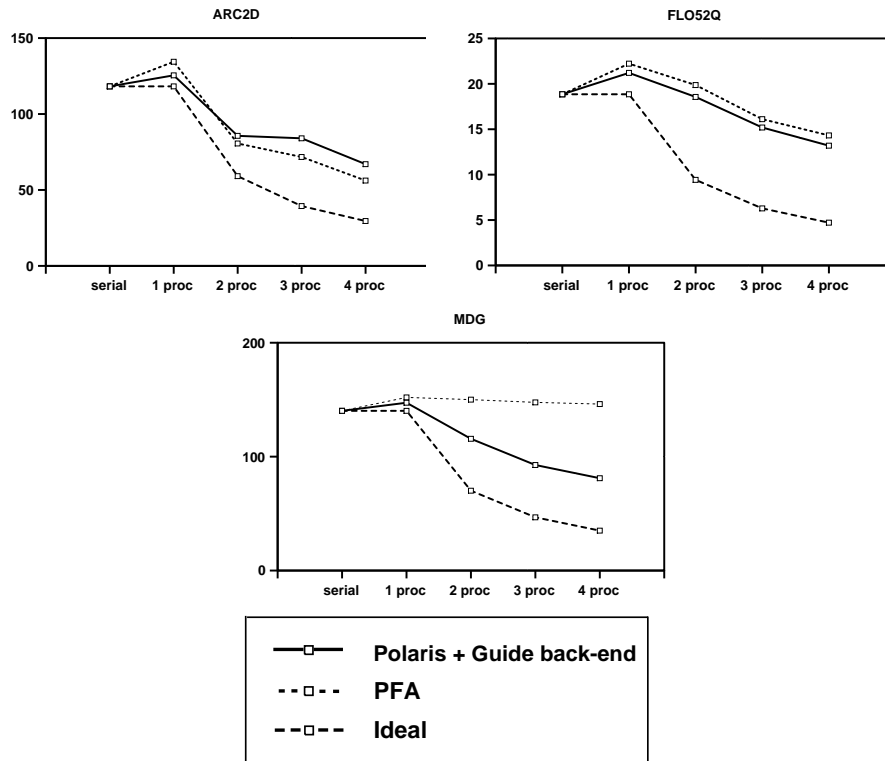 ARC2D
150
100
50
0
serial 1 proc 2 proc 3 proc 4 proc
FLO52Q
25
20
15
10
5
0
serial 1 proc 2 proc 3 proc 4 proc
MDG
200
100
0
serial 1 proc 2 proc 3 proc 4 proc
Polaris + Guide back-end
PFA
Ideal